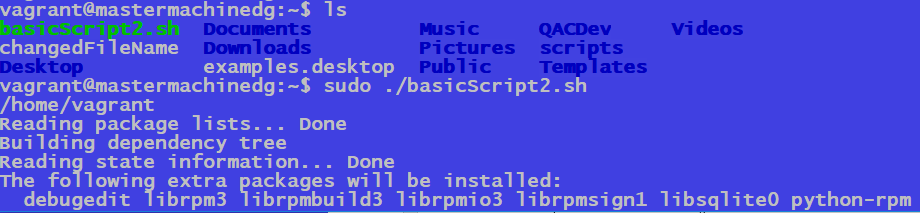 vagrant@mastermachinedg:~$ ls
basicScript2.sh  Documents         Music     QACDev     Videos
changedFileName  Downloads         Pictures  scripts
Desktop          examples.desktop  Public    Templates
vagrant@mastermachinedg:~$ sudo ./basicScript2.sh
/home/vagrant
Reading package lists... Done
Building dependency tree
Reading state information... Done
The following extra packages will be installed:
  debugedit librpm3 librpmbuild3 librpmio3 librpmsign1 libsqlite0 python-rpm